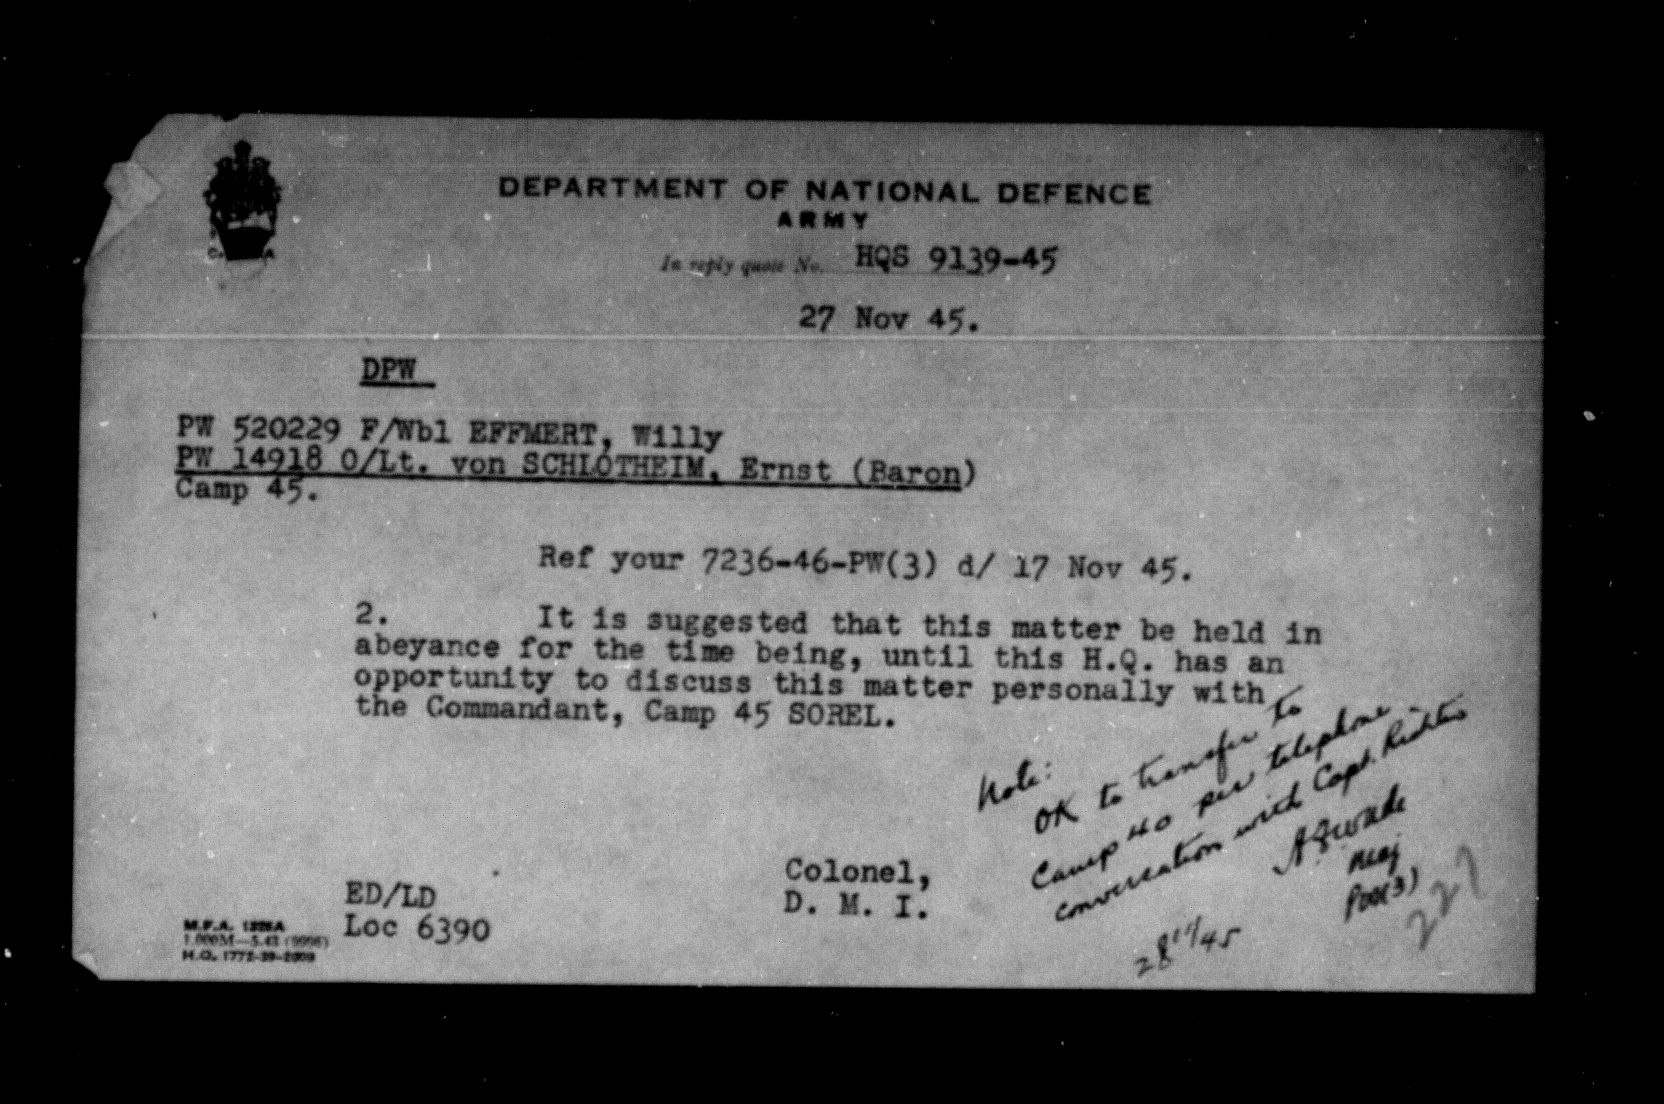 DEPARTMENT OF NATIONAL DEFENCE
ARMY
In reply quote No. HQS 9139-45
27 Nov 45.
DPW
PW 520229 F/Wbl EFFMERT, Willy
PW 14918 O/Lt. von SCHLOTHEIM, Ernst (Baron)
Camp 45.
Ref your 7236-46-PW(3) d/ 17 Nov 45.
2. It is suggested that this matter be held in
abeyance for the time being, until this H.Q. has an
opportunity to discuss this matter personally with
the Commandant, Camp 45 SOREL.
Note:
OK to transfer to
Camp 40 per telephone
conversation with Capt.
Maj
28 11/45
227
Colonel,
D. M. I.
ED/LD
Loc 6390
M.F.A.
H.Q. 1772-39-